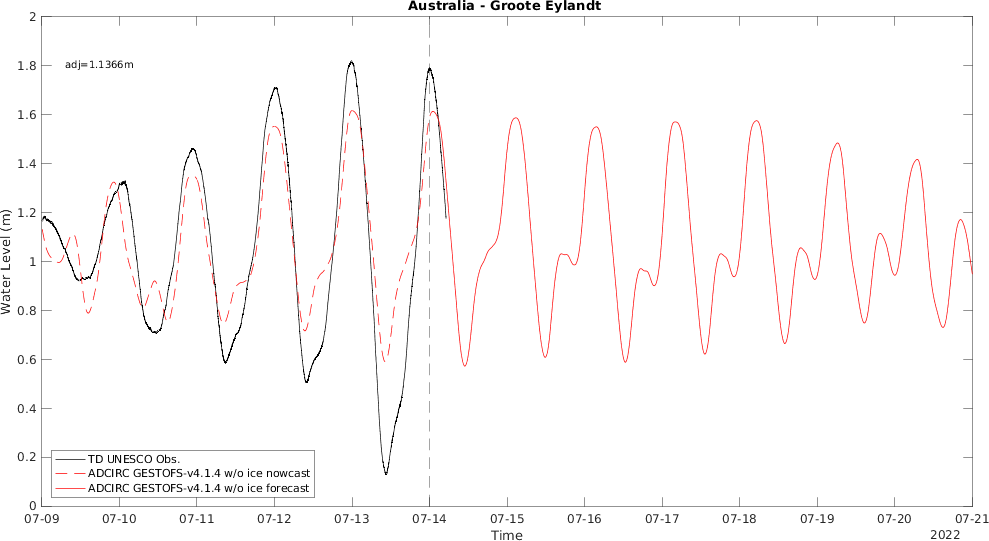 Australia - Groote Eylandt
adj=1.1366m
Water Level (m)
2
1.8
1.6
1.4
1.2
1
0.8
0.6
0.4
0.2
0
TD UNESCO Obs.
ADCIRC GESTOFS-v4.1.4 w/o ice nowcast
ADCIRC GESTOFS-v4.1.4 w/o ice forecast
07-09 07-10 07-11 07-12 07-13 07-14 07-15 07-16 07-17 07-18 07-19 07-20 07-21
Time
2022